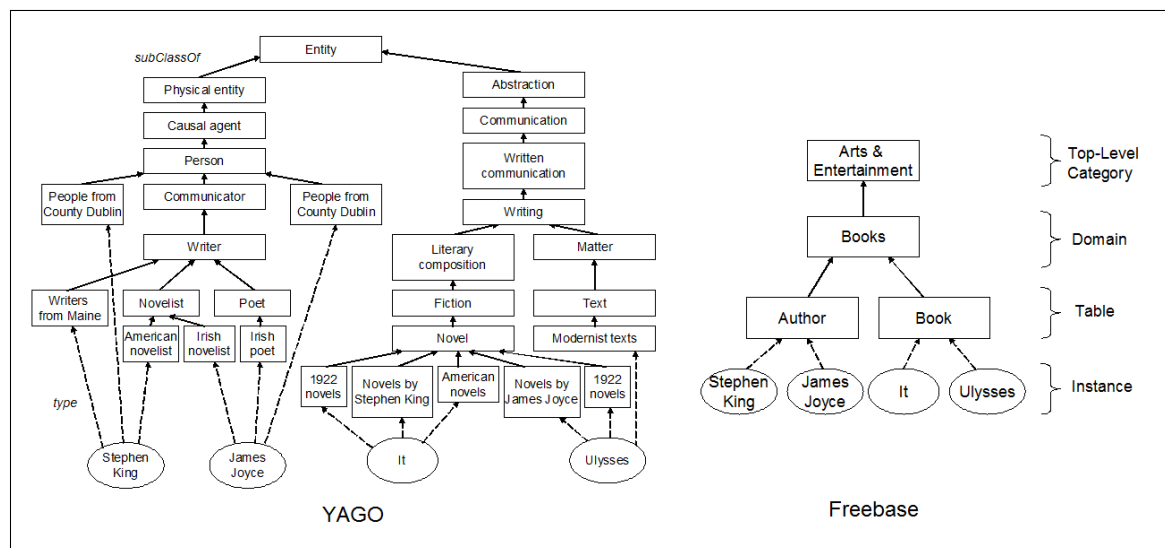 subClassOf
Entity
Physical entity
Abstraction
Causal agent
Communication
Person
Written
communication
People from
County Dublin
Communicator
People from
County Dublin
Writing
Writer
Literary
composition
Matter
Writers
from Maine
Novelist
Poet
Fiction
Text
American
novelist
Irish
novelist
Irish
poet
Novel
Modernist texts
1922
novels
Novels by
Stephen King
American
novels
Novels by
James Joyce
1922
novels
type
Stephen
King
James
Joyce
It
Ulysses
YAGO
Arts &
Entertainment
Top-Level
Category
Books
Domain
Author
Book
Table
Stephen
King
James
Joyce
It
Ulysses
Instance
Freebase